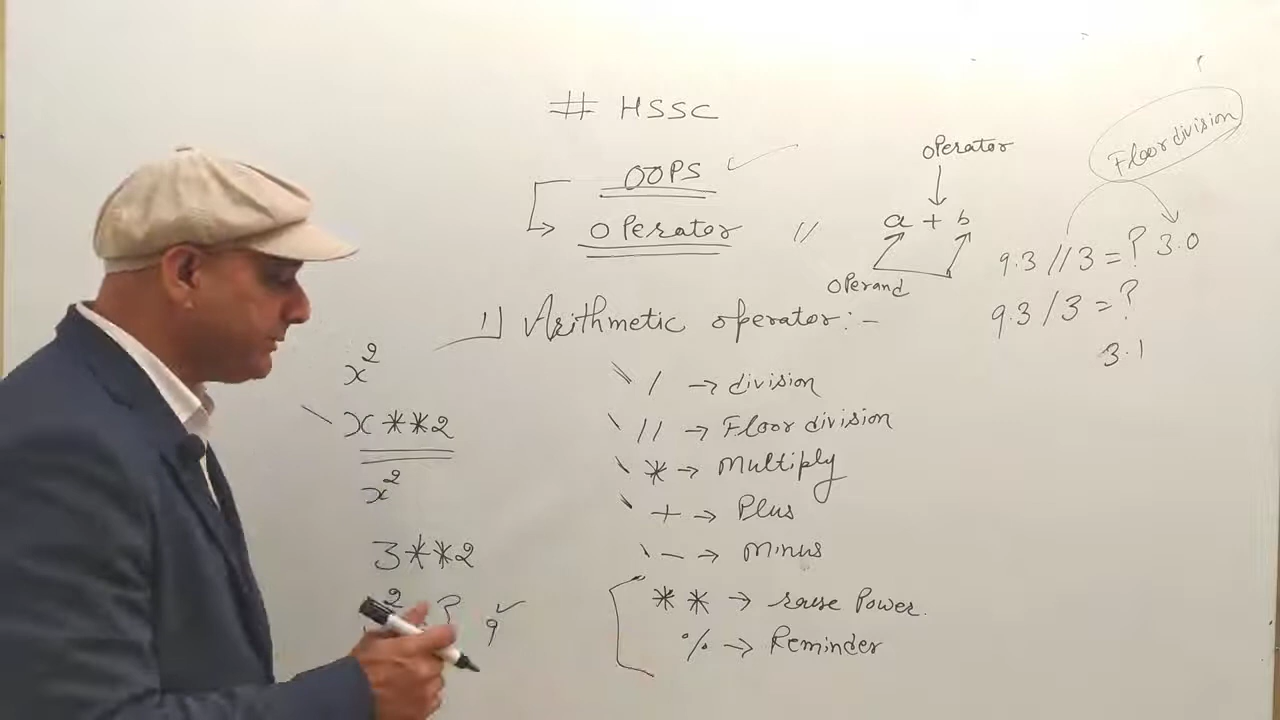 # HSSC
OOPS
operator //
operator
a + b
operand
Floor division
9.3 // 3 = ? 3.0
9.3 / 3 = ?
3.1
1) Arithmetic operator :-
/ → division
// → Floor division
* → Multiply
+ → Plus
- → Minus
** → raise Power.
% → Reminder
x²
x**2
x²
3**2
2 ? 9